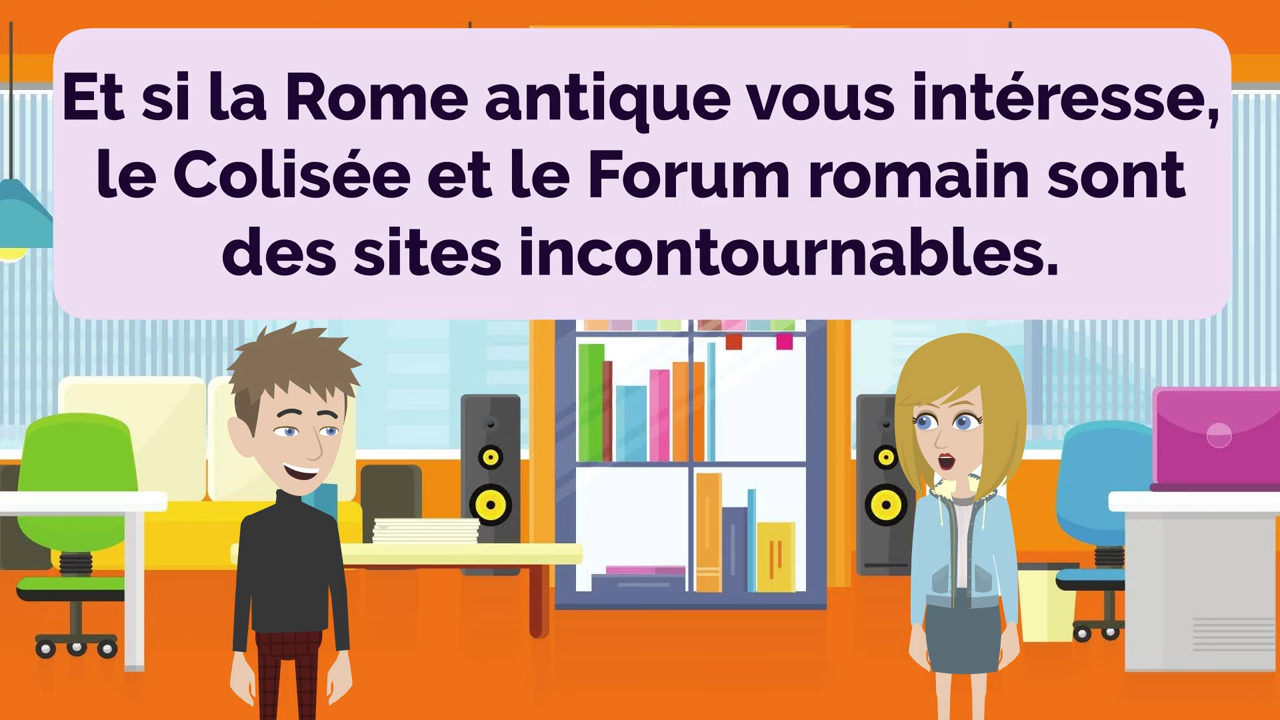 Et si la Rome antique vous intéresse,
le Colisée et le Forum romain sont
des sites incontournables.